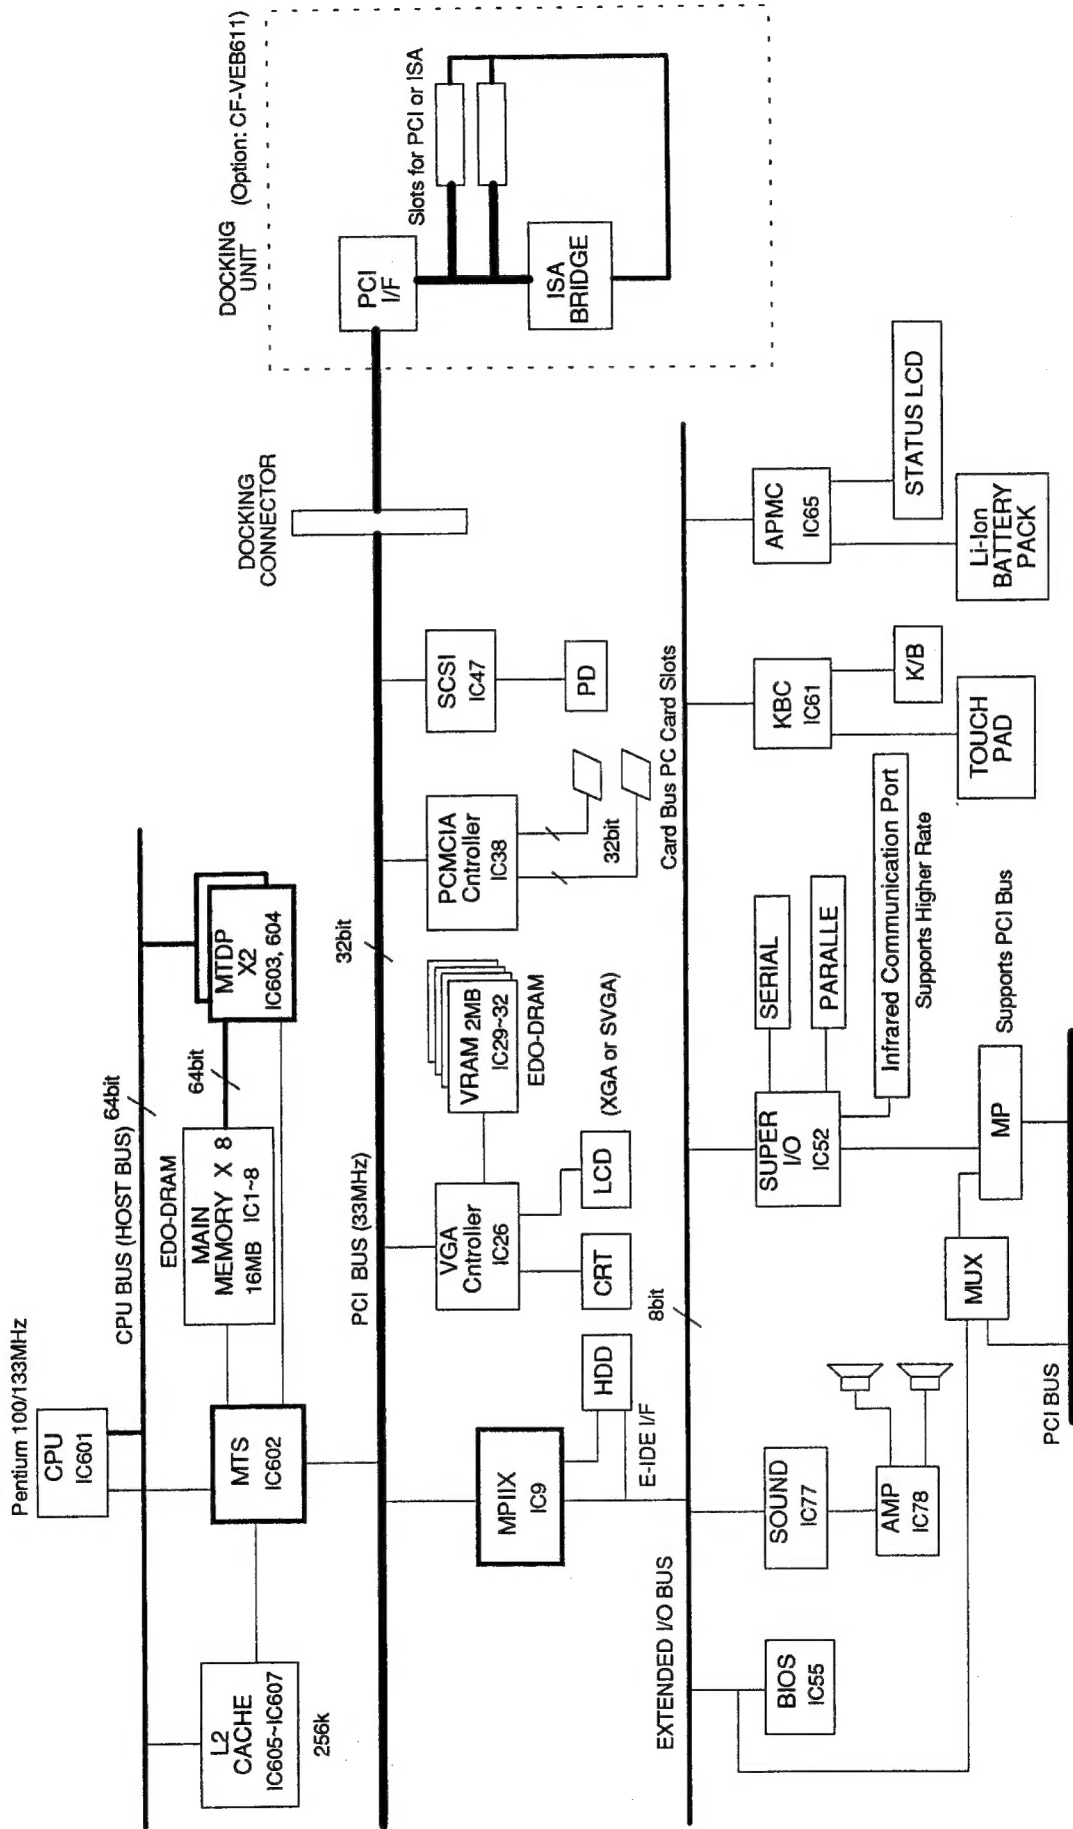 Pentium 100/133MHz
CPU
IC601
CPU BUS (HOST BUS)
64bit
L2
CACHE
IC605~IC607
256k
MTS
IC602
EDO-DRAM
MAIN
MEMORY X 8
16MB IC1~8
64bit
MTDP
X2
IC603, 604
DOCKING
CONNECTOR
DOCKING
UNIT
(Option: CF-VEB611)
PCI
I/F
Slots for PCI or ISA
ISA
BRIDGE
PCI BUS (33MHz)
32bit
MPIIX
IC9
HDD
E-IDE I/F
VGA
Cntroller
IC26
CRT
LCD
(XGA or SVGA)
VRAM 2MB
IC29~32
EDO-DRAM
PCMCIA
Cntroller
IC38
32bit
Card Bus PC Card Slots
SCSI
IC47
PD
EXTENDED I/O BUS
8bit
BIOS
IC55
SOUND
IC77
AMP
IC78
SUPER
I/O
IC52
SERIAL
PARALLE
Infrared Communication Port
Supports Higher Rate
KBC
IC61
K/B
TOUCH
PAD
APMC
IC65
STATUS LCD
Li-Ion
BATTERY
PACK
MUX
MP
Supports PCI Bus
PCI BUS